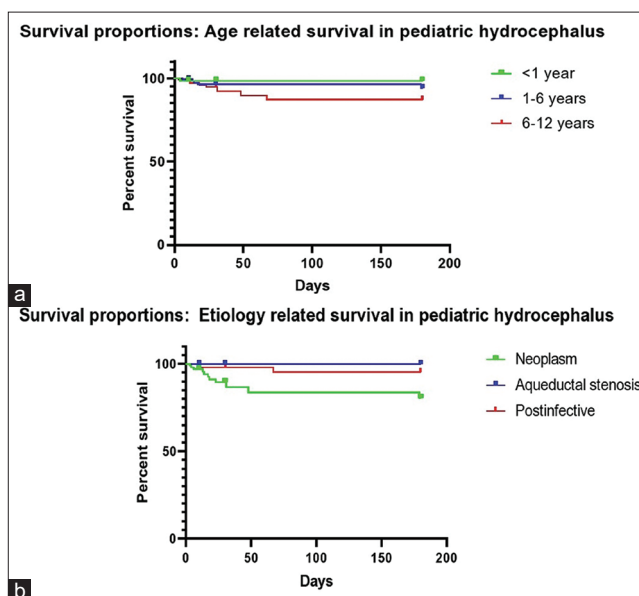 Survival proportions: Age related survival in pediatric hydrocephalus
<1 year
1-6 years
6-12 years
Percent survival
100
50
0
0 50 100 150 200
Days
a
Survival proportions: Etiology related survival in pediatric hydrocephalus
Neoplasm
Aqueductal stenosis
Postinfective
Percent survival
100
50
0
0 50 100 150 200
Days
b